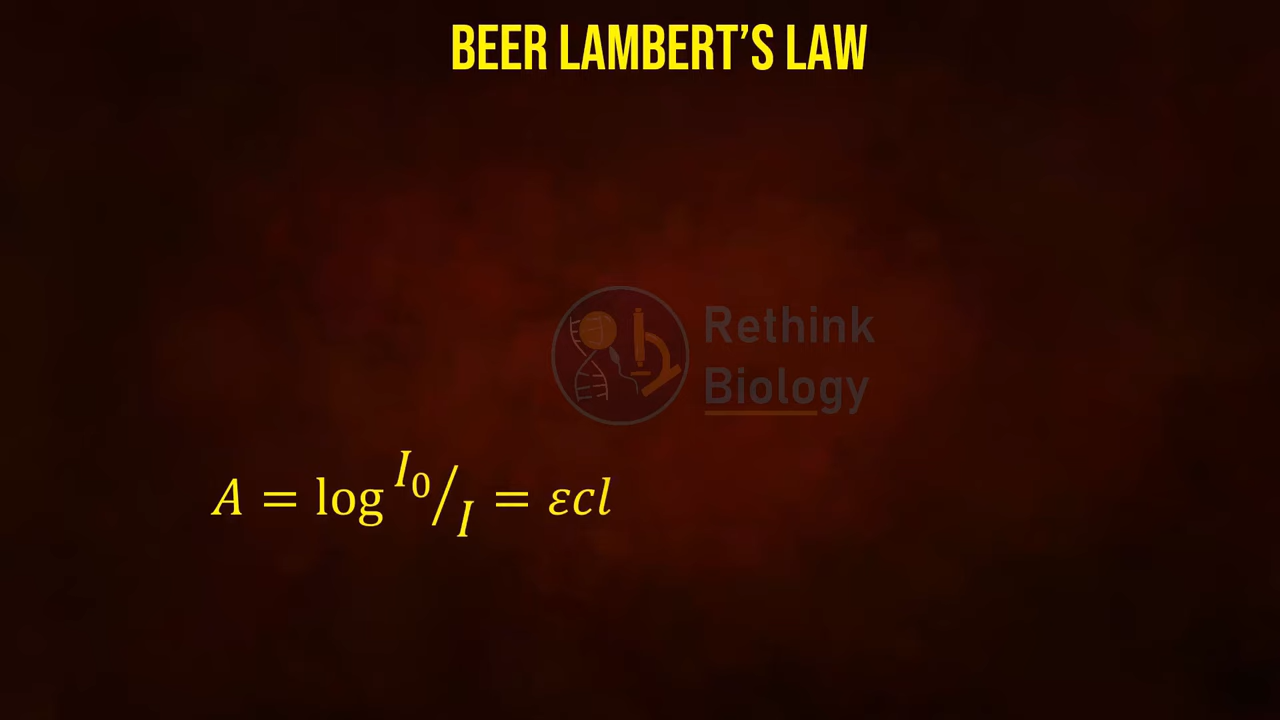 BEER LAMBERT’S LAW
Rethink
Biology
A = log I₀/I = εcl